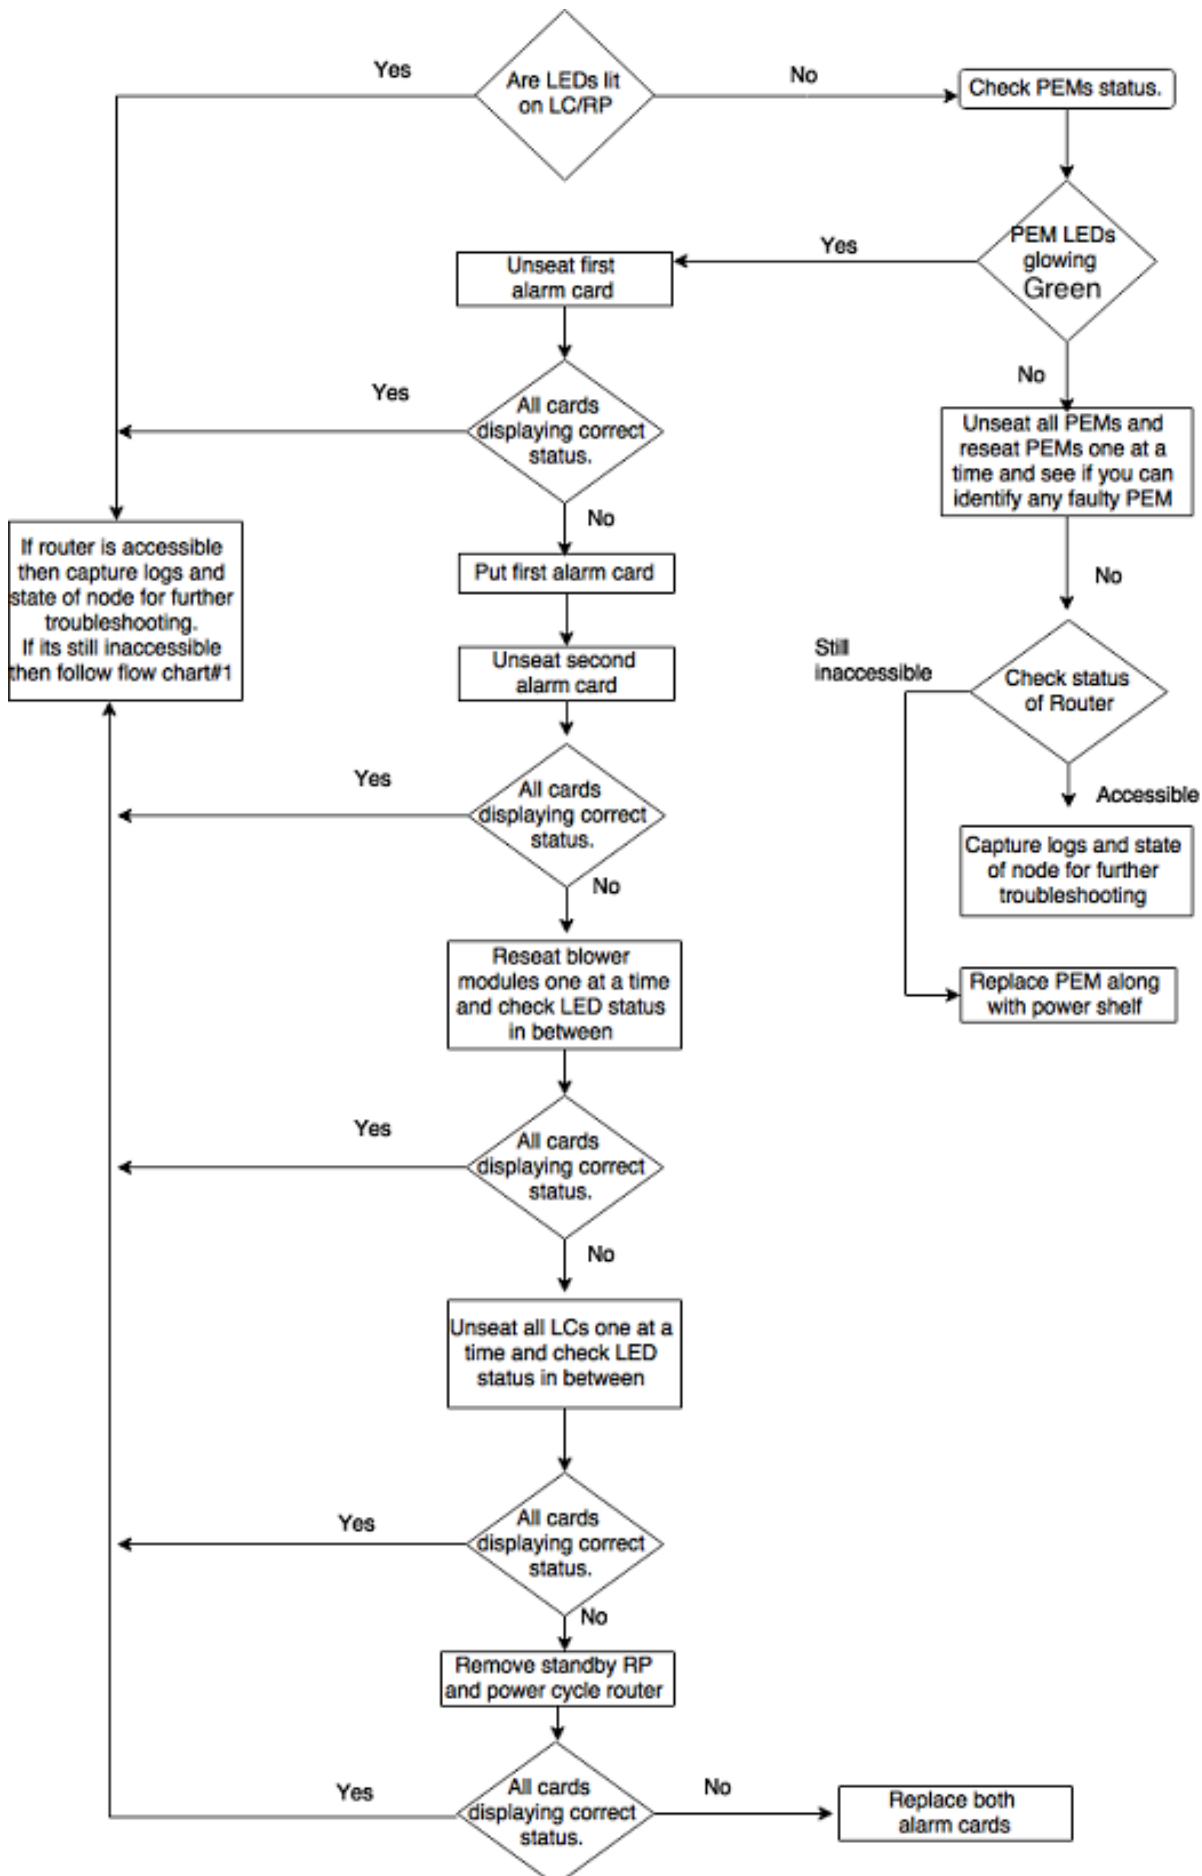 Yes
Are LEDs lit
on LC/RP
No
Check PEMs status.
PEM LEDs
glowing
Green
Yes
Unseat first
alarm card
No
Yes
All cards
displaying correct
status.
Unseat all PEMs and
reseat PEMs one at a
time and see if you can
identify any faulty PEM
No
If router is accessible
then capture logs and
state of node for further
troubleshooting.
If its still inaccessible
then follow flow chart#1
Put first alarm card
No
Unseat second
alarm card
Still
inaccessible
Check status
of Router
Yes
All cards
displaying correct
status.
Accessible
No
Capture logs and state
of node for further
troubleshooting
Reseat blower
modules one at a time
and check LED status
in between
Replace PEM along
with power shelf
Yes
All cards
displaying correct
status.
No
Unseat all LCs one at a
time and check LED
status in between
Yes
All cards
displaying correct
status.
No
Remove standby RP
and power cycle router
Yes
All cards
displaying correct
status.
No
Replace both
alarm cards